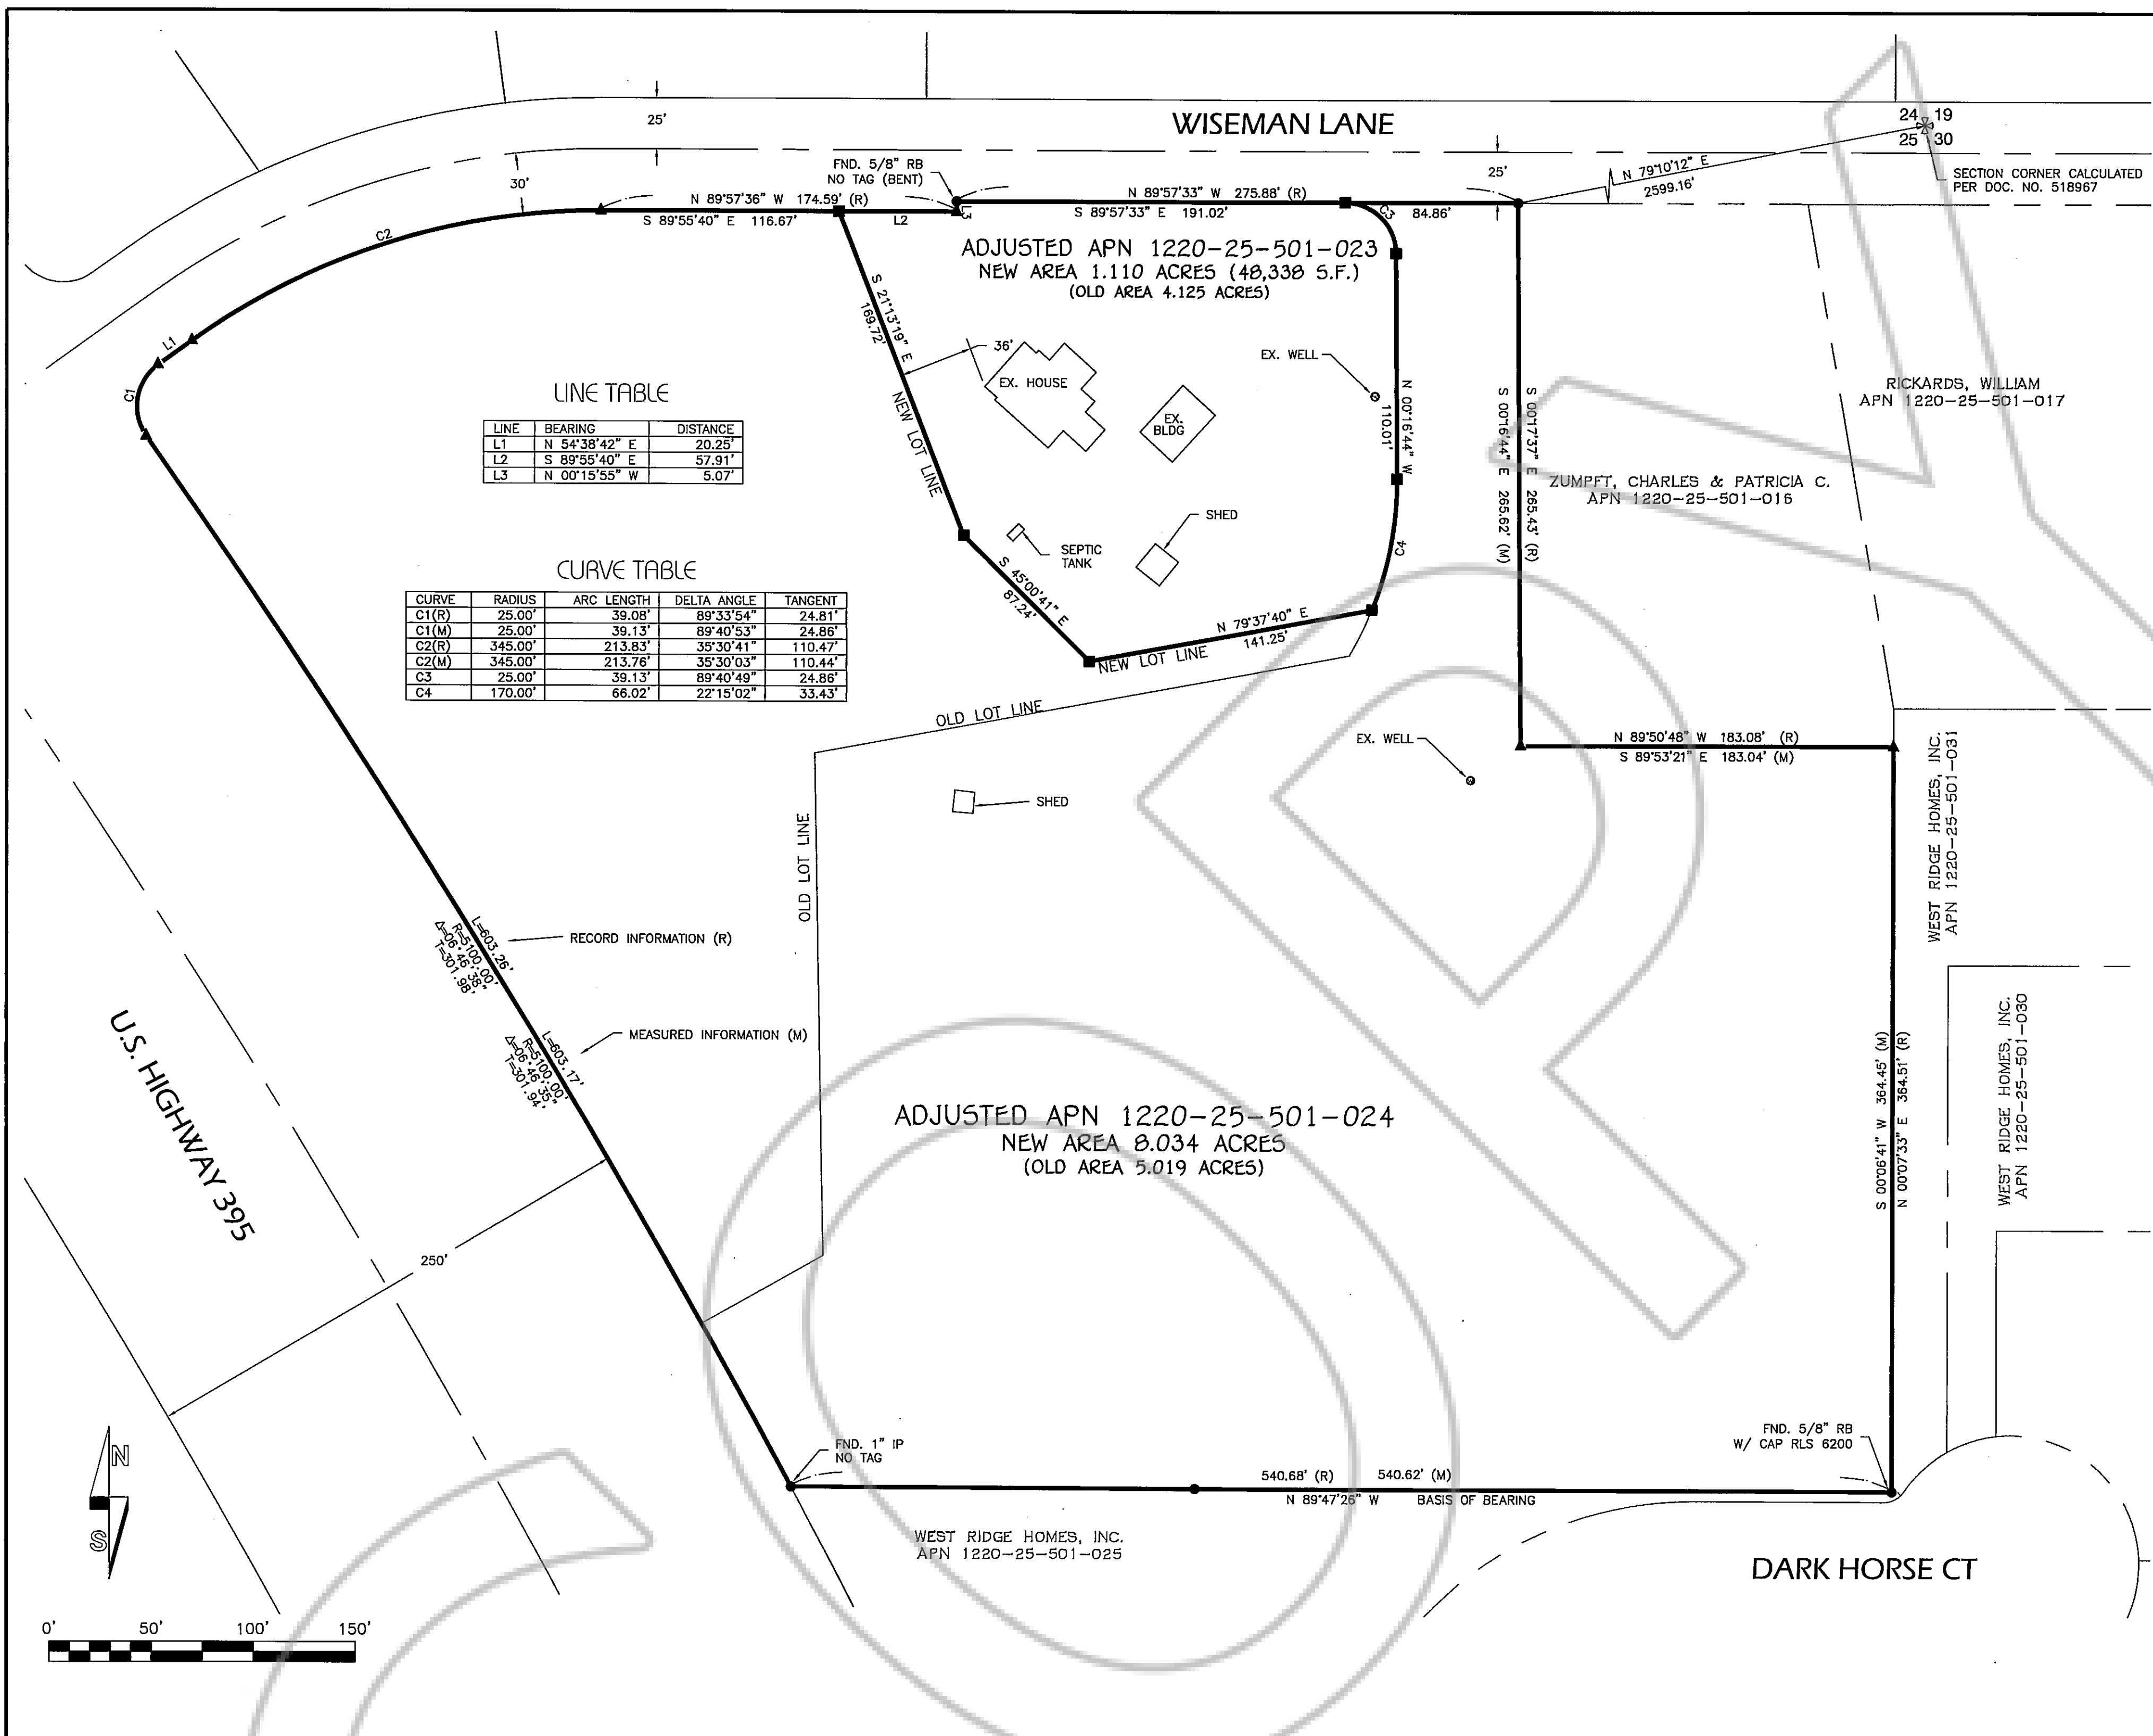 WISEMAN LANE
25'
30'
25'
24 19
25 30
N 79°10'12" E
2599.16'
SECTION CORNER CALCULATED
PER DOC. NO. 518967
FND. 5/8" RB
NO TAG (BENT)
N 89°57'36" W 174.59' (R)
S 89°55'40" E 116.67'
L2
L3
N 89°57'33" W 275.88' (R)
S 89°57'33" E 191.02'
C3
84.86'
C2
L1
C1
ADJUSTED APN 1220-25-501-023
NEW AREA 1.110 ACRES (48,338 S.F.)
(OLD AREA 4.125 ACRES)
S 21°13'19" E
169.72'
NEW LOT LINE
36'
EX. HOUSE
EX.
BLDG
EX. WELL
N 00°16'44" W
110.01'
S 00°16'44" E 265.62' (M)
S 00°17'37" E 265.43' (R)
RICKARDS, WILLIAM
APN 1220-25-501-017
ZUMPFT, CHARLES & PATRICIA C.
APN 1220-25-501-016
LINE TABLE
LINE BEARING DISTANCE
L1 N 54°38'42" E 20.25'
L2 S 89°55'40" E 57.91'
L3 N 00°15'55" W 5.07'
SHED
SEPTIC
TANK
C4
S 45°00'41" E
87.24'
N 79°37'40" E
141.25'
NEW LOT LINE
CURVE TABLE
CURVE RADIUS ARC LENGTH DELTA ANGLE TANGENT
C1(R) 25.00' 39.08' 89°33'54" 24.81'
C1(M) 25.00' 39.13' 89°40'53" 24.86'
C2(R) 345.00' 213.83' 35°30'41" 110.47'
C2(M) 345.00' 213.76' 35°30'03" 110.44'
C3 25.00' 39.13' 89°40'49" 24.86'
C4 170.00' 66.02' 22°15'02" 33.43'
OLD LOT LINE
EX. WELL
N 89°50'48" W 183.08' (R)
S 89°53'21" E 183.04' (M)
WEST RIDGE HOMES, INC.
APN 1220-25-501-031
SHED
OLD LOT LINE
L=603.26'
R=5100.00'
Δ=06°46'38"
T=301.98'
RECORD INFORMATION (R)
L=603.17'
R=5100.00'
Δ=06°46'35"
T=301.94'
MEASURED INFORMATION (M)
U.S. HIGHWAY 395
250'
ADJUSTED APN 1220-25-501-024
NEW AREA 8.034 ACRES
(OLD AREA 5.019 ACRES)
S 00°06'41" W 364.45' (M)
N 00°07'33" E 364.51' (R)
WEST RIDGE HOMES, INC.
APN 1220-25-501-030
FND. 1" IP
NO TAG
FND. 5/8" RB
W/ CAP RLS 6200
540.68' (R) 540.62' (M)
N 89°47'26" W BASIS OF BEARING
WEST RIDGE HOMES, INC.
APN 1220-25-501-025
DARK HORSE CT
N
S
0' 50' 100' 150'
COPY